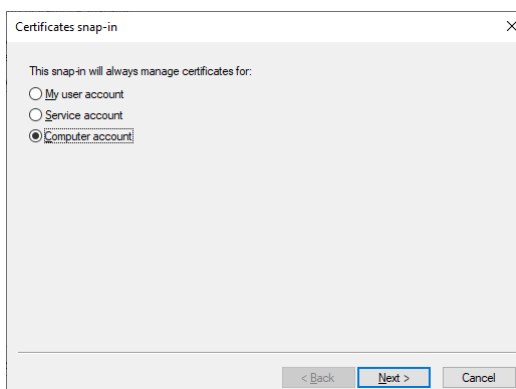 Certificates snap-in
This snap-in will always manage certificates for:
My user account
Service account
Computer account
< Back Next > Cancel